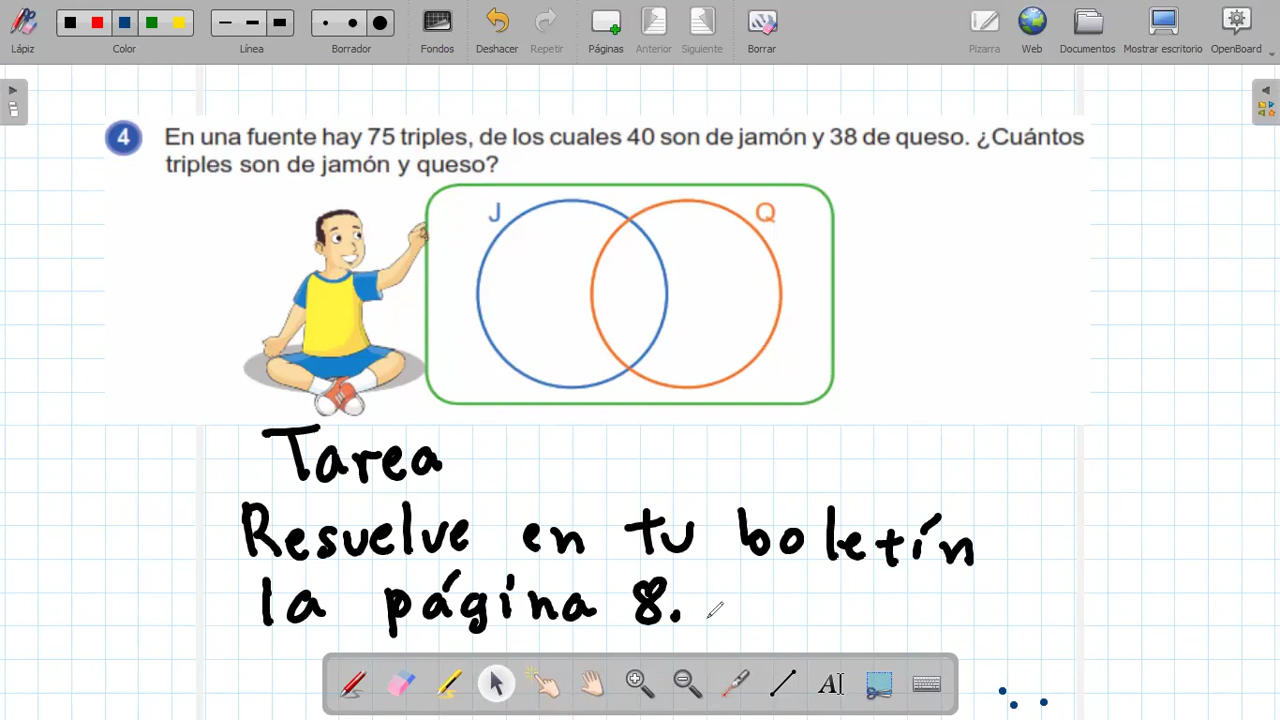 Lápiz
Color
Línea
Borrador
Fondos
Deshacer
Repetir
Páginas
Anterior
Siguiente
Borrar
Pizarra
Web
Documentos
Mostrar escritorio
OpenBoard
4 En una fuente hay 75 triples, de los cuales 40 son de jamón y 38 de queso. ¿Cuántos
triples son de jamón y queso?
J
Q
Tarea
Resuelve en tu boletín
la página 8.
AI